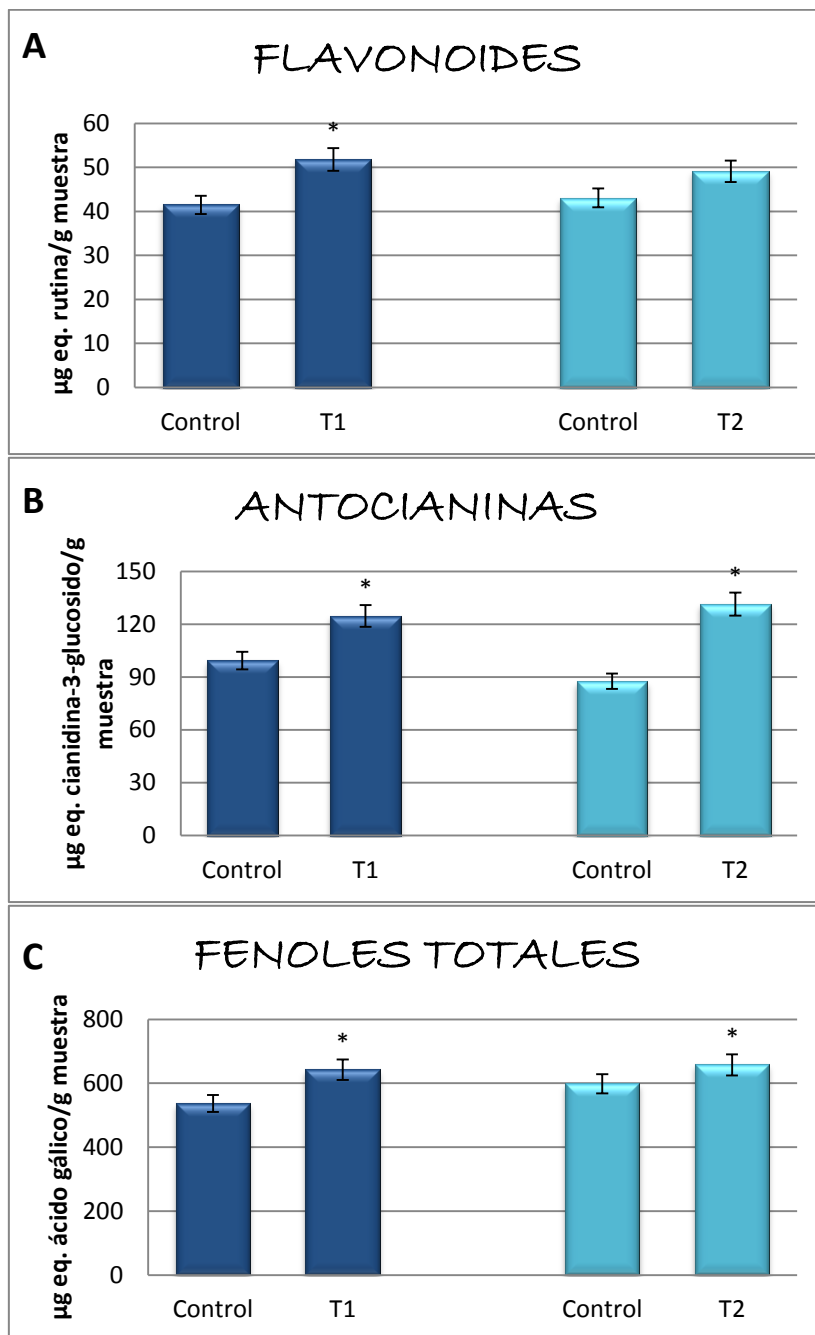 A
FLAVONOIDES
µg eq. rutina/g muestra
60
50
40
30
20
10
0
*
Control
T1
Control
T2
B
ANTOCIANINAS
µg eq. cianidina-3-glucosido/g
muestra
150
120
90
60
30
0
*
*
Control
T1
Control
T2
C
FENOLES TOTALES
µg eq. ácido gálico/g muestra
800
600
400
200
0
*
*
Control
T1
Control
T2